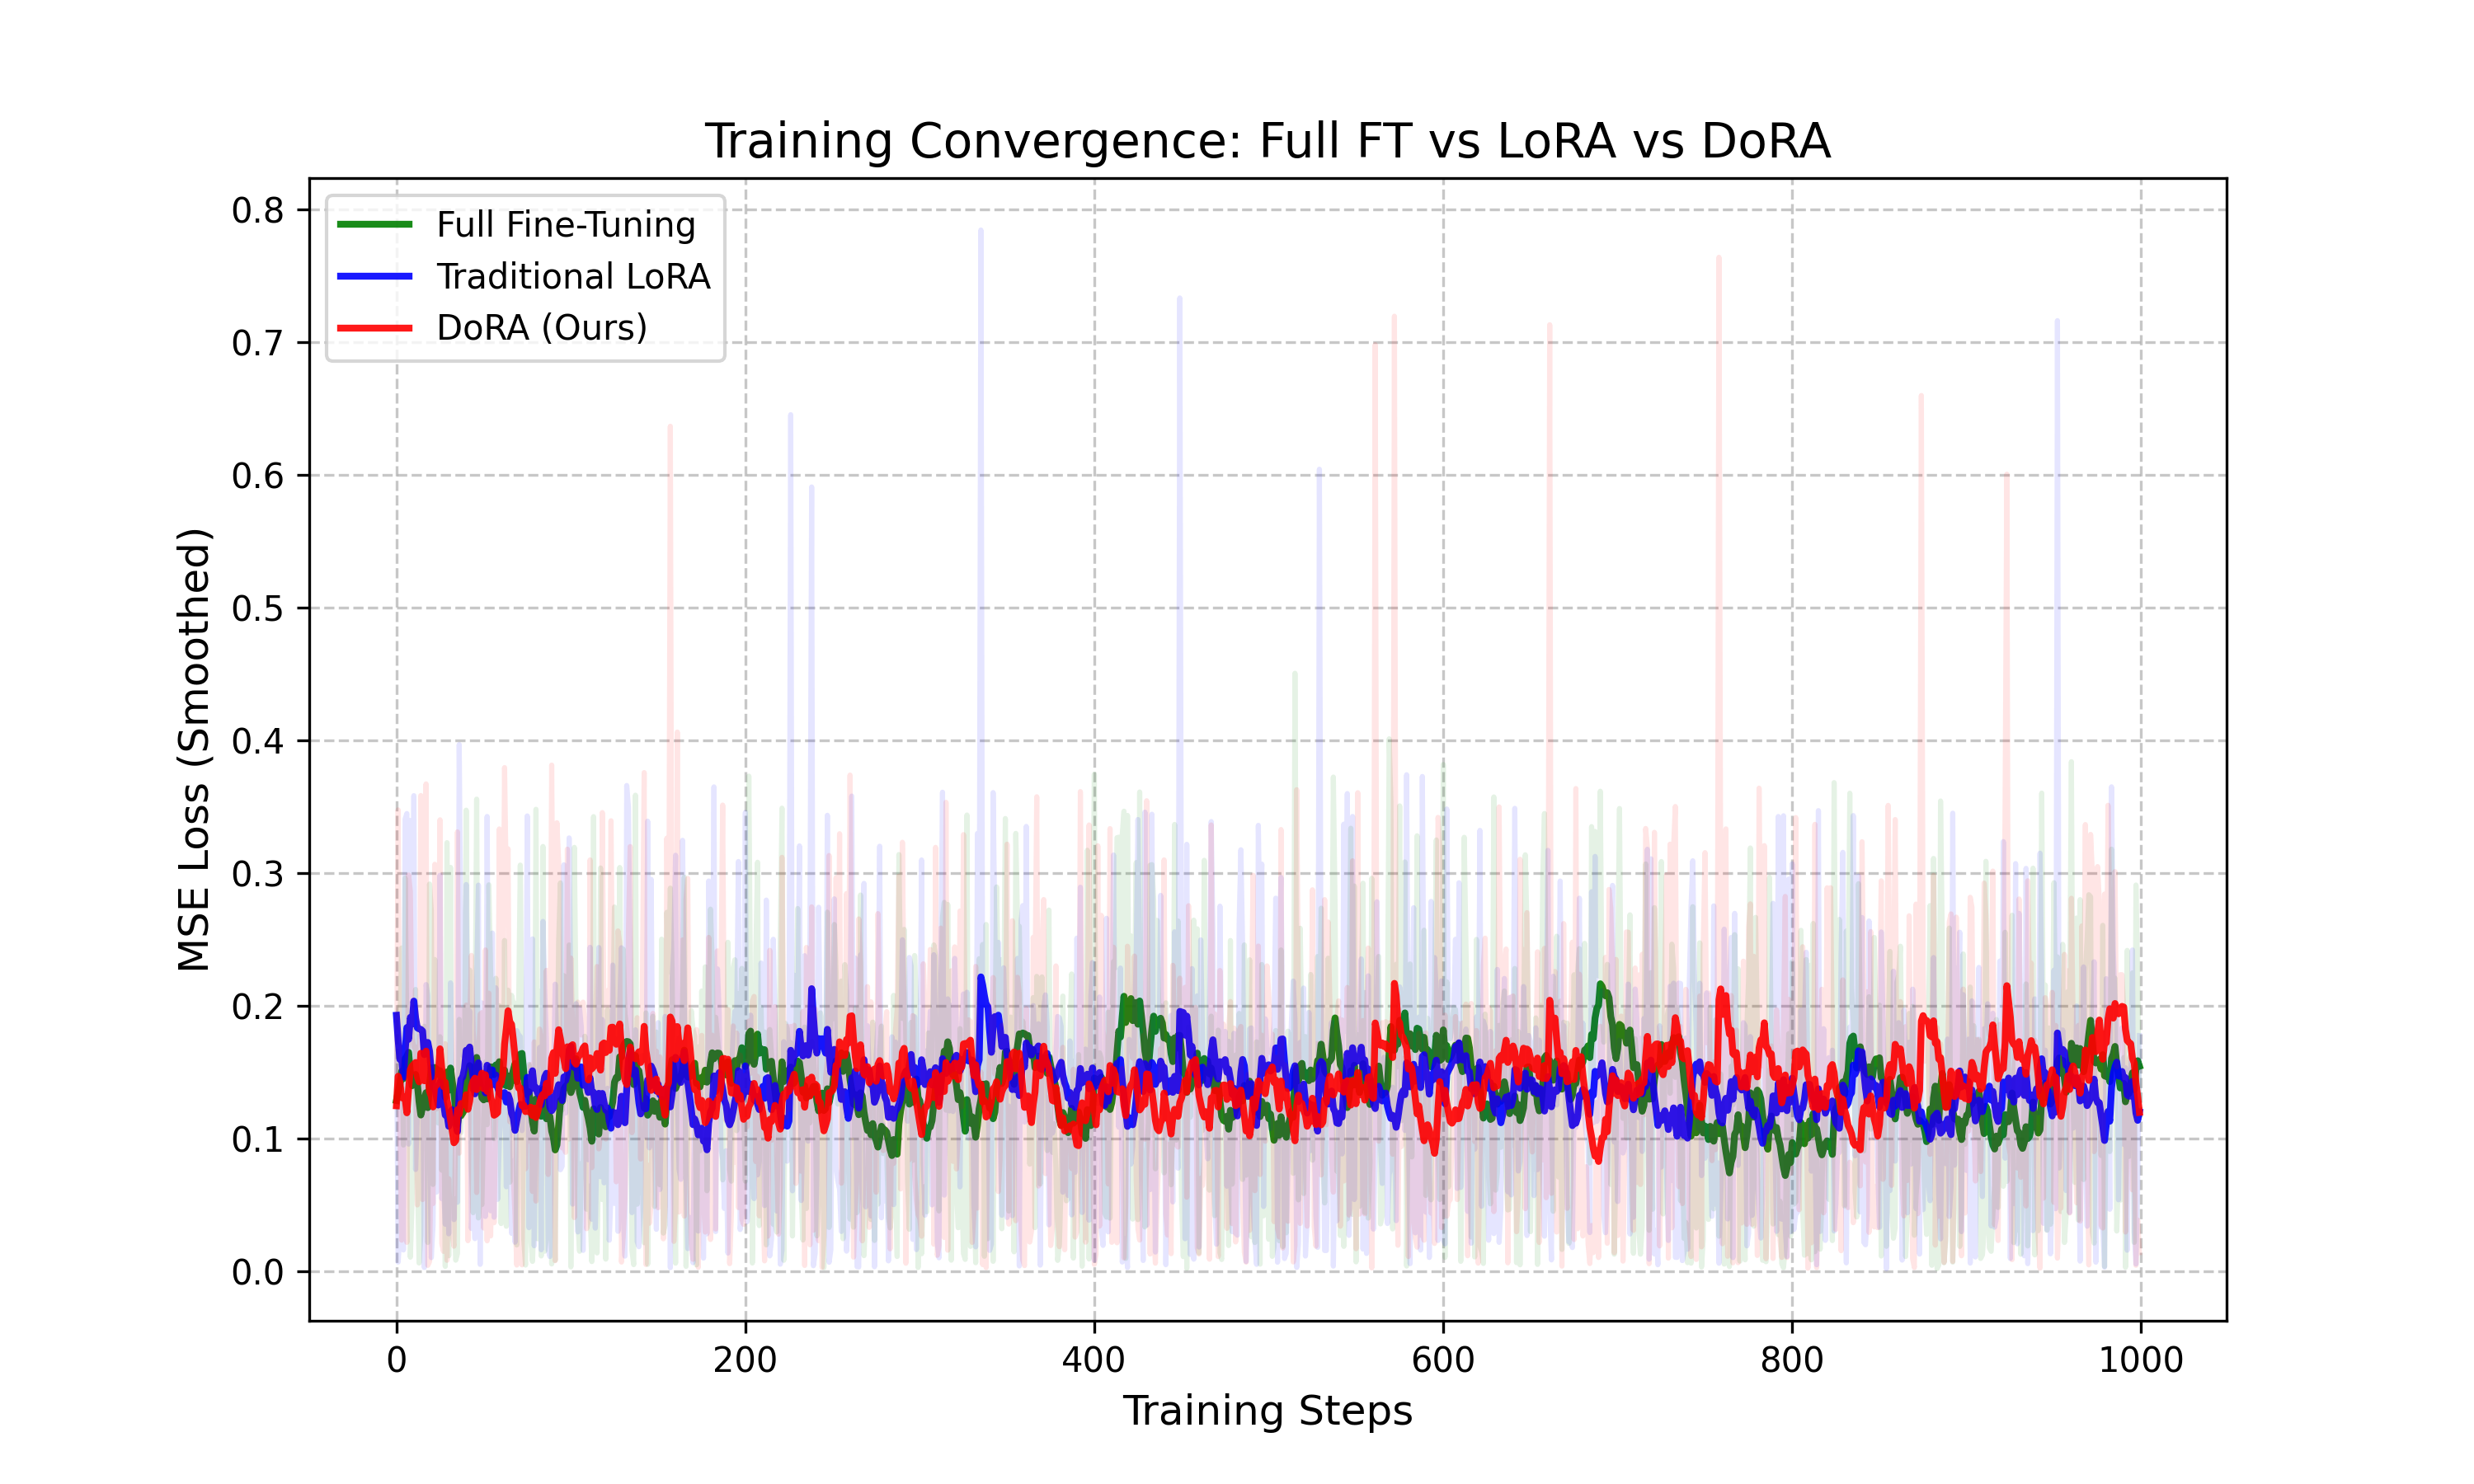 Training Convergence: Full FT vs LoRA vs DoRA
Full Fine-Tuning
Traditional LoRA
DoRA (Ours)
MSE Loss (Smoothed)
0.8
0.7
0.6
0.5
0.4
0.3
0.2
0.1
0.0
0 200 400 600 800 1000
Training Steps